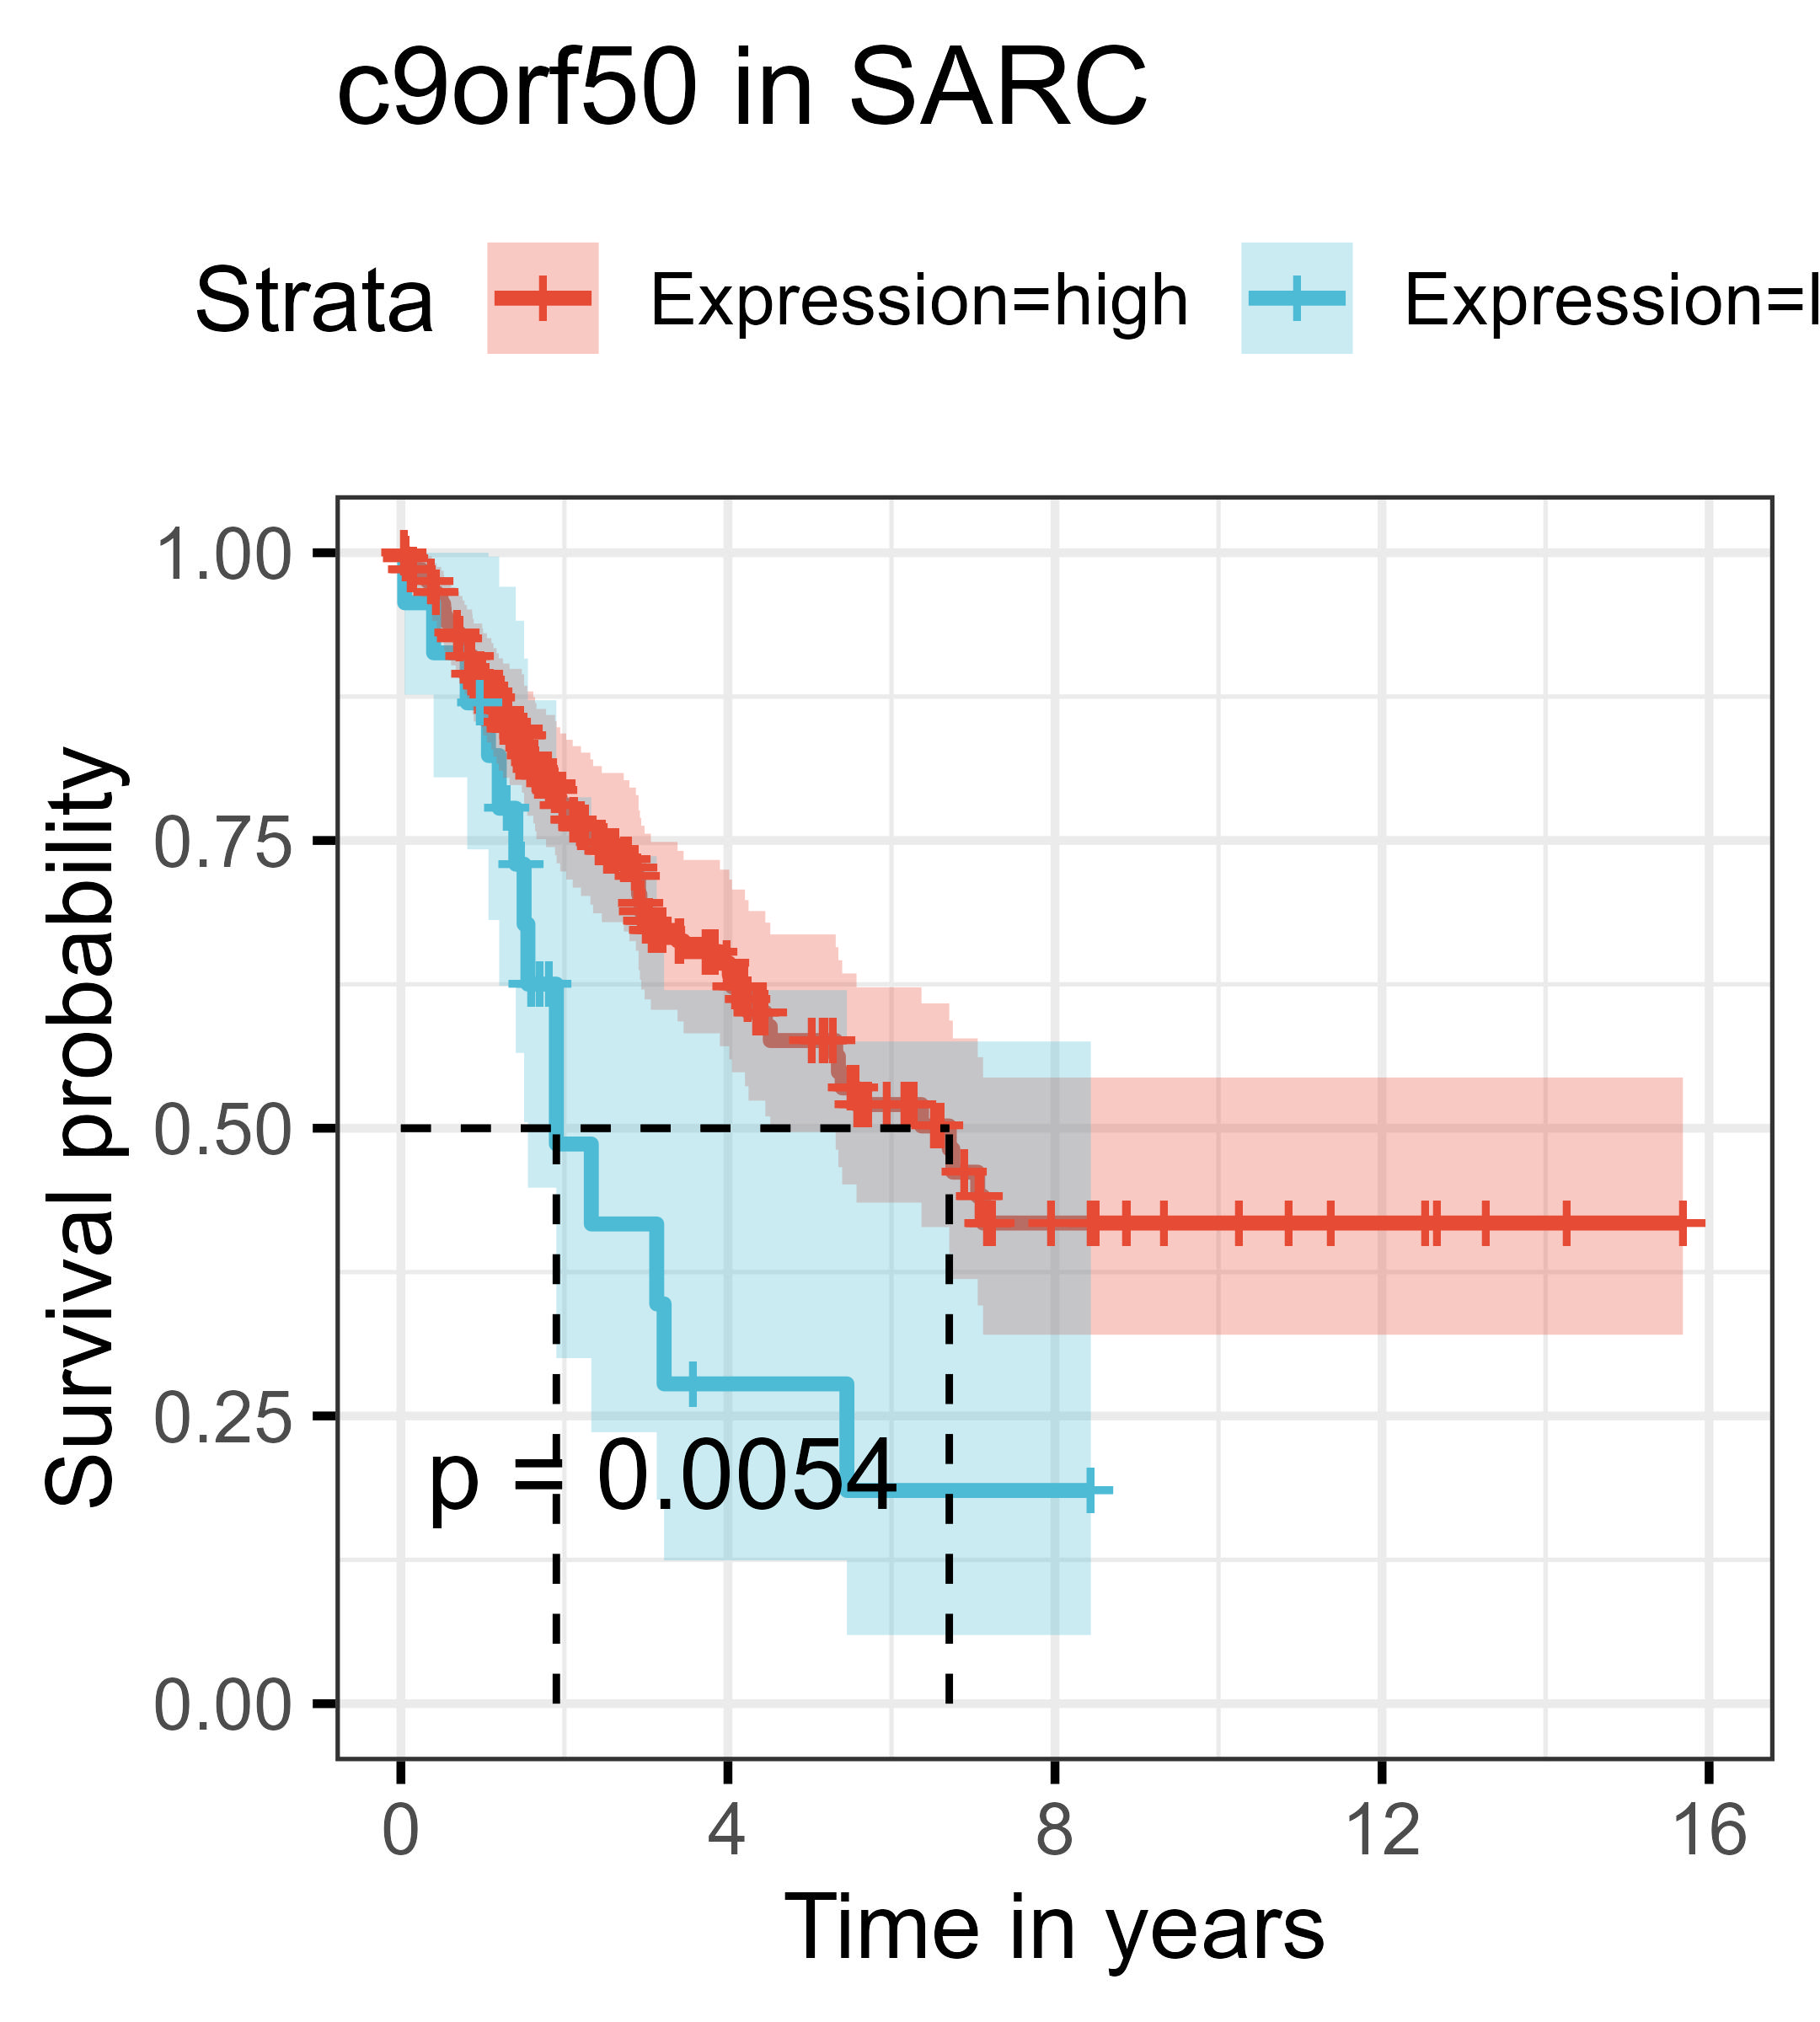 c9orf50 in SARC
Strata Expression=high Expression=l
1.00
0.75
0.50
0.25
0.00
Survival probability
p = 0.0054
0 4 8 12 16
Time in years